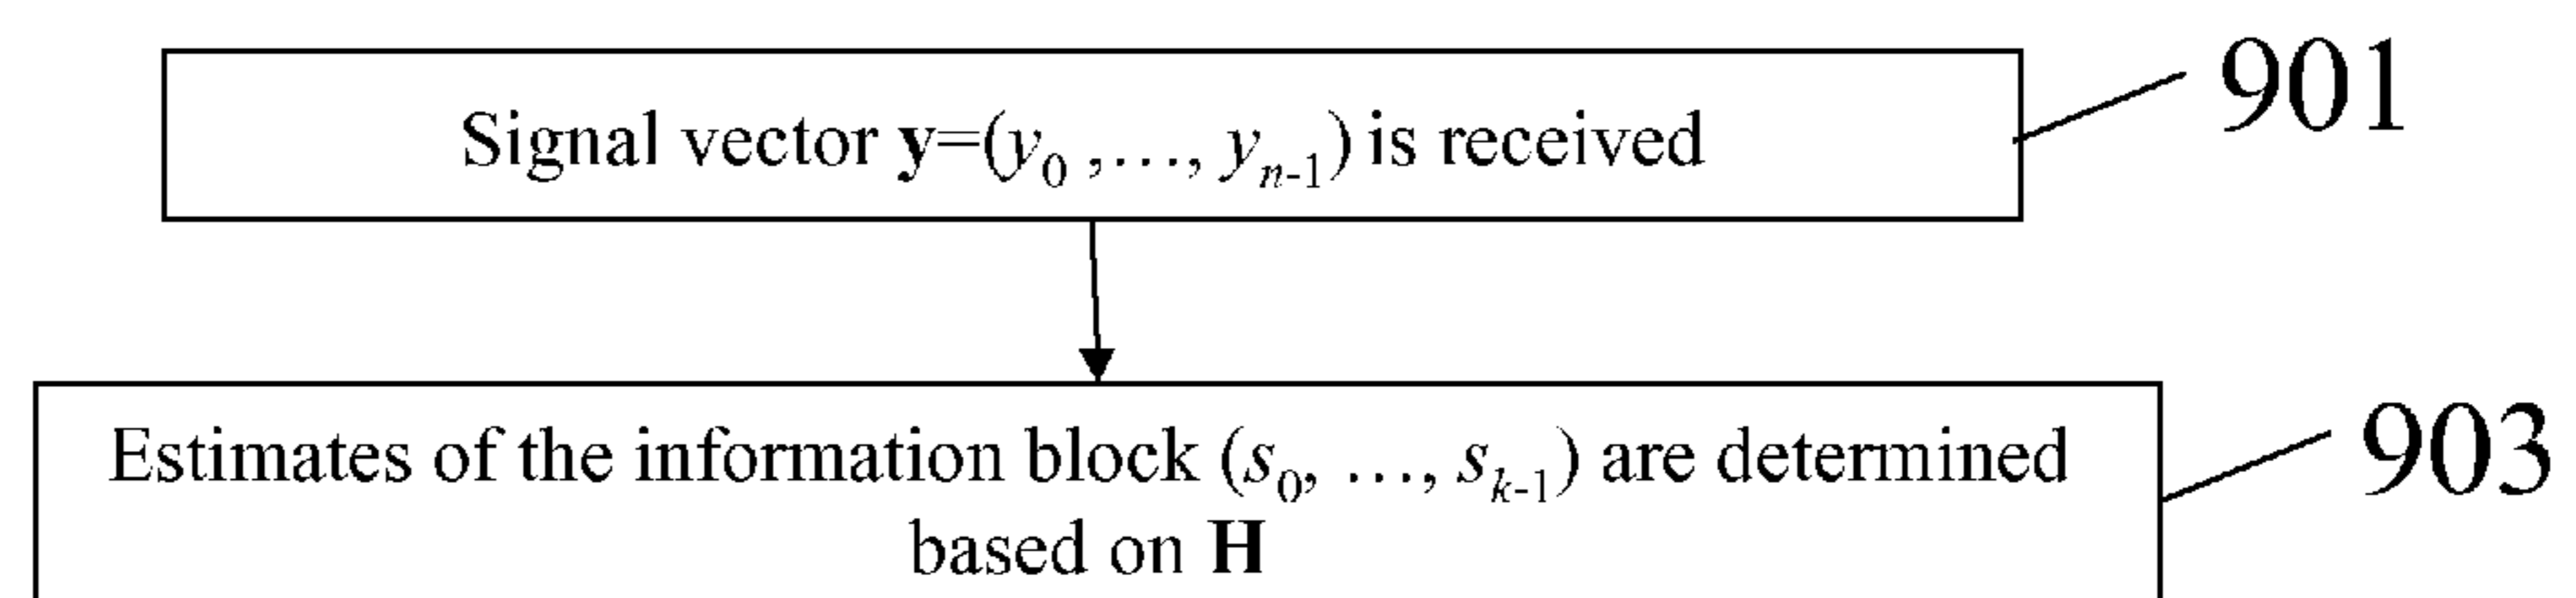 Signal vector y=(y₀ ,…, yₙ₋₁) is received
901
Estimates of the information block (s₀, …, sₖ₋₁) are determined
based on H
903